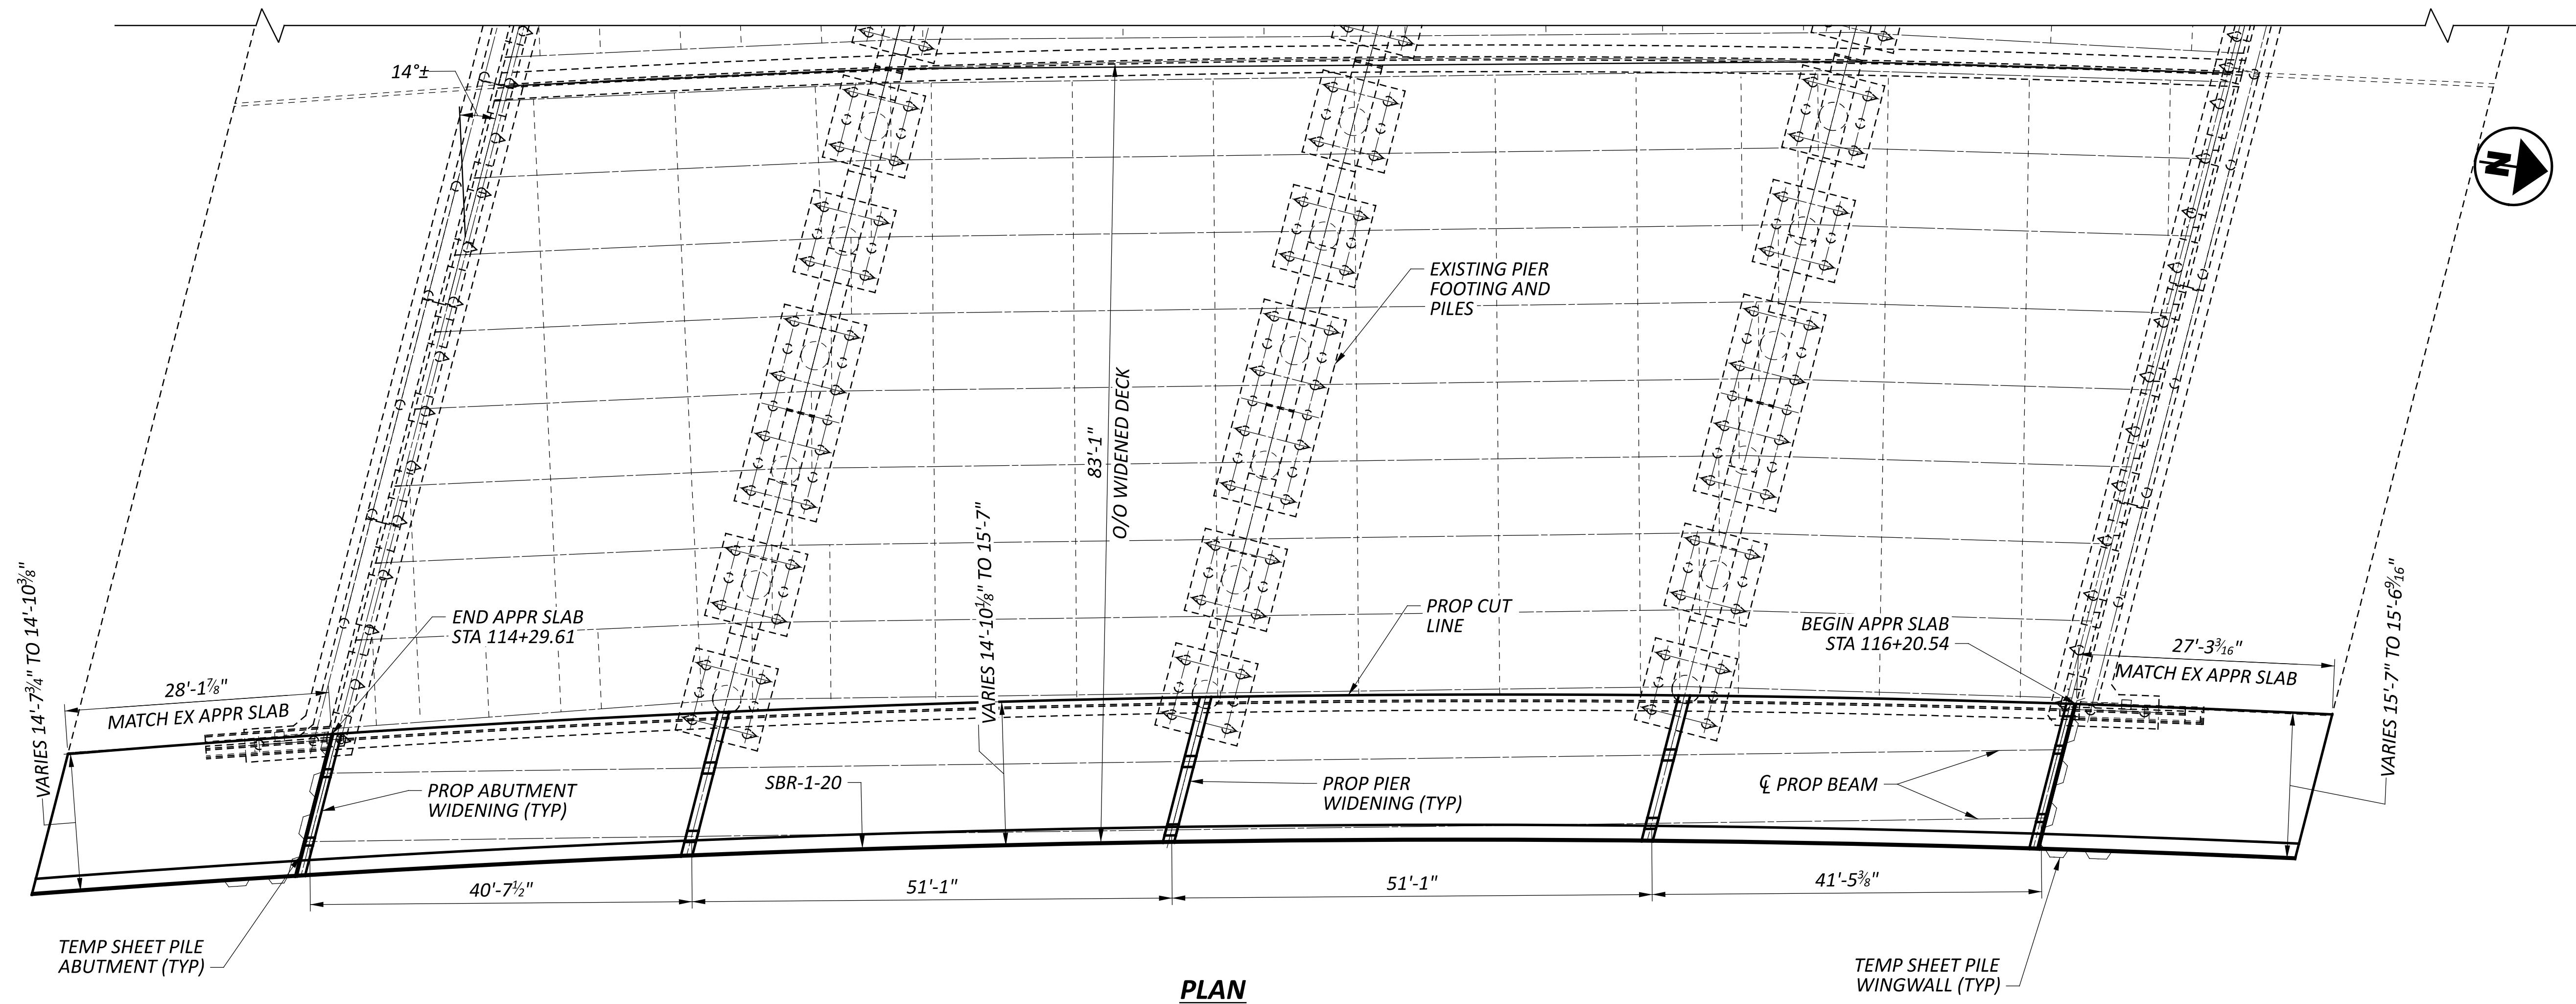 14°±
N
EXISTING PIER
FOOTING AND
PILES
83'-1"
O/O WIDENED DECK
VARIES 14'-10⅛" TO 15'-7"
PROP CUT
LINE
END APPR SLAB
STA 114+29.61
BEGIN APPR SLAB
STA 116+20.54
VARIES 14'-7¾" TO 14'-10⅜"
28'-1⅞"
MATCH EX APPR SLAB
27'-3³⁄₁₆"
MATCH EX APPR SLAB
VARIES 15'-7" TO 15'-6⁹⁄₁₆"
PROP ABUTMENT
WIDENING (TYP)
SBR-1-20
PROP PIER
WIDENING (TYP)
℄ PROP BEAM
40'-7½"
51'-1"
51'-1"
41'-5⅜"
TEMP SHEET PILE
ABUTMENT (TYP)
TEMP SHEET PILE
WINGWALL (TYP)
PLAN